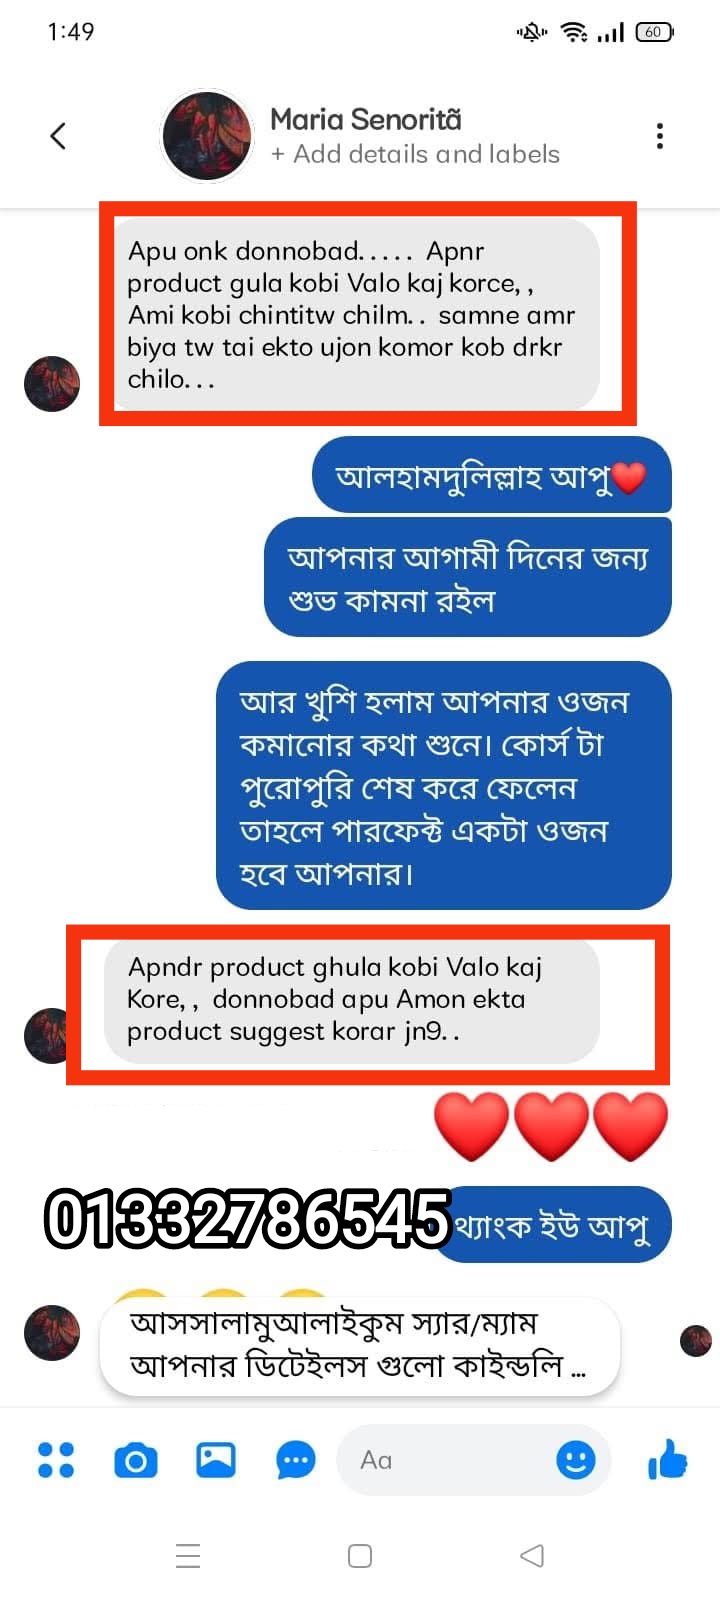 1:49
60
Maria Senoritã
+ Add details and labels
Apu onk donnobad..... Apnr
product gula kobi Valo kaj korce, ,
Ami kobi chintitw chilm.. samne amr
biya tw tai ekto ujon komor kob drkr
chilo...
আলহামদুলিল্লাহ আপু❤️
আপনার আগামী দিনের জন্য
শুভ কামনা রইল
আর খুশি হলাম আপনার ওজন
কমানোর কথা শুনে। কোর্স টা
পুরোপুরি শেষ করে ফেলেন
তাহলে পারফেক্ট একটা ওজন
হবে আপনার।
Apndr product ghula kobi Valo kaj
Kore, , donnobad apu Amon ekta
product suggest korar jn9. .
❤️❤️❤️
01332786545
থ্যাংক ইউ আপু
আসসালামুআলাইকুম স্যার/ম্যাম
আপনার ডিটেইলস গুলো কাইন্ডলি ...
Aa